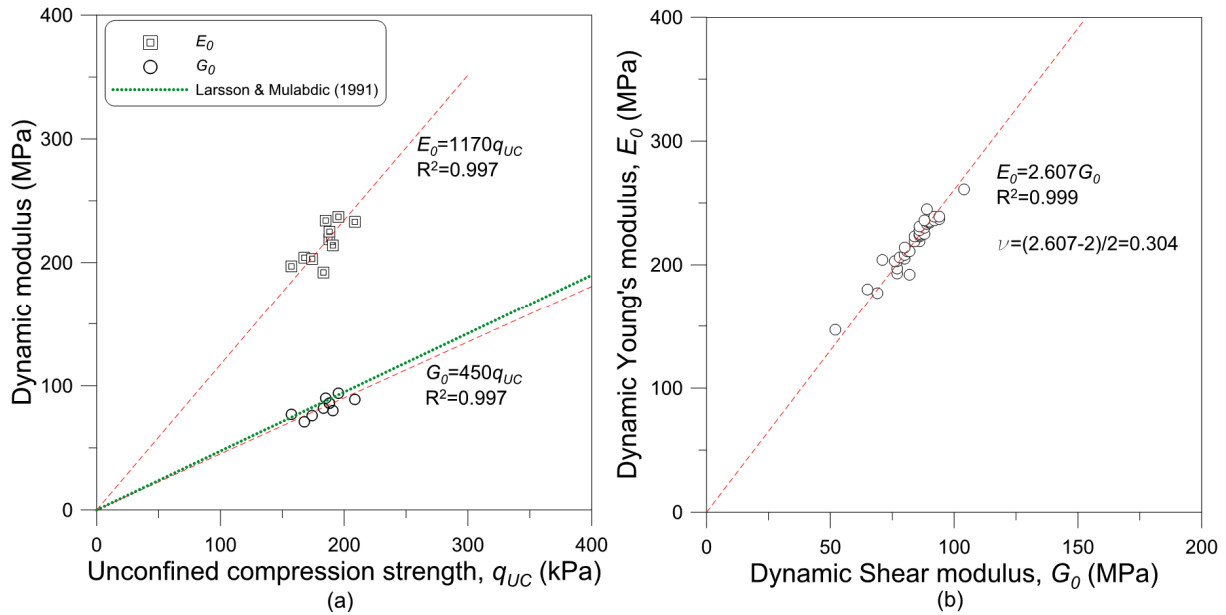 400
300
200
100
0
Dynamic modulus (MPa)
E0
G0
Larsson & Mulabdic (1991)
E0=1170qUC
R²=0.997
G0=450qUC
R²=0.997
0
100
200
300
400
Unconfined compression strength, qUC (kPa)
(a)
400
300
200
100
0
Dynamic Young's modulus, E0 (MPa)
E0=2.607G0
R²=0.999
ν=(2.607-2)/2=0.304
0
50
100
150
200
Dynamic Shear modulus, G0 (MPa)
(b)